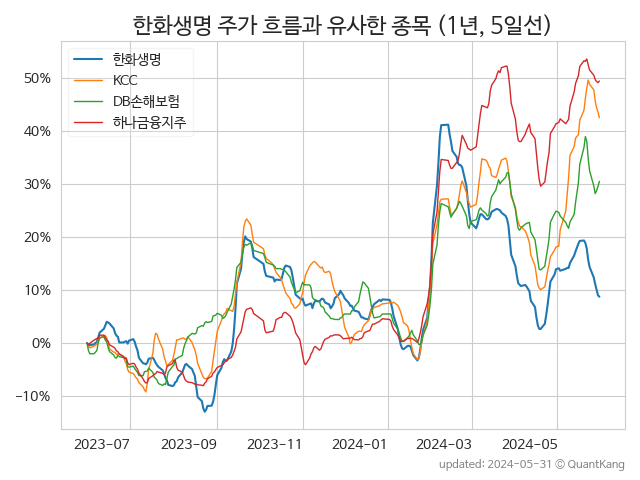 한화생명 주가 흐름과 유사한 종목 (1년, 5일선)
한화생명
KCC
DB손해보험
하나금융지주
50%
40%
30%
20%
10%
0%
−10%
2023-07
2023-09
2023-11
2024-01
2024-03
2024-05
updated: 2024-05-31 © QuantKang